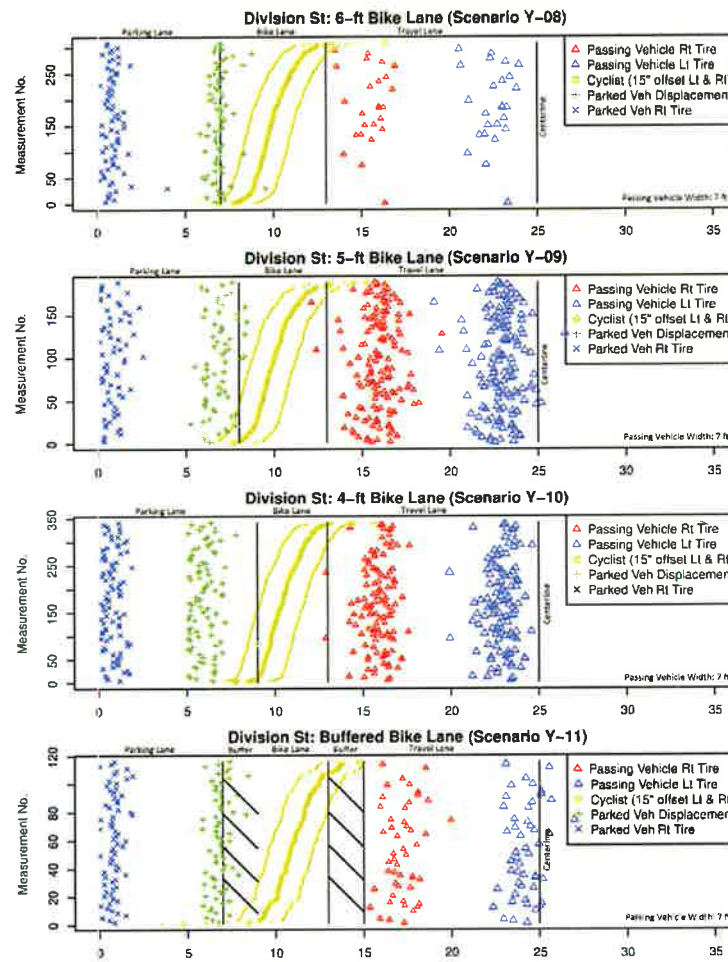 Division St: 6-ft Bike Lane (Scenario Y-08)
Parking Lane Bike Lane Travel Lane
Measurement No.
0 50 150 250
Passing Vehicle Rt Tire
Passing Vehicle Lt Tire
Cyclist (15" offset Lt & Rt
Parked Veh Displacement
Parked Veh Rt Tire
Centerline
Passing Vehicle Width: 7 ft
0 5 10 15 20 25 30 35
Division St: 5-ft Bike Lane (Scenario Y-09)
Parking Lane Bike Lane Travel Lane
Measurement No.
0 50 100 150
Passing Vehicle Rt Tire
Passing Vehicle Lt Tire
Cyclist (15" offset Lt & Rt
Parked Veh Displacement
Parked Veh Rt Tire
Centerline
Passing Vehicle Width: 7 ft
0 5 10 15 20 25 30 35
Division St: 4-ft Bike Lane (Scenario Y-10)
Parking Lane Bike Lane Travel Lane
Measurement No.
0 50 150 250 350
Passing Vehicle Rt Tire
Passing Vehicle Lt Tire
Cyclist (15" offset Lt & Rt
Parked Veh Displacement
Parked Veh Rt Tire
Centerline
Passing Vehicle Width: 7 ft
0 5 10 15 20 25 30 35
Division St: Buffered Bike Lane (Scenario Y-11)
Parking Lane Buffer Bike Lane Buffer Travel Lane
Measurement No.
0 20 40 60 80 120
Passing Vehicle Rt Tire
Passing Vehicle Lt Tire
Cyclist (15" offset Lt & Rt
Parked Veh Displacement
Parked Veh Rt Tire
Centerline
Passing Vehicle Width: 7 ft
0 5 10 15 20 25 30 35